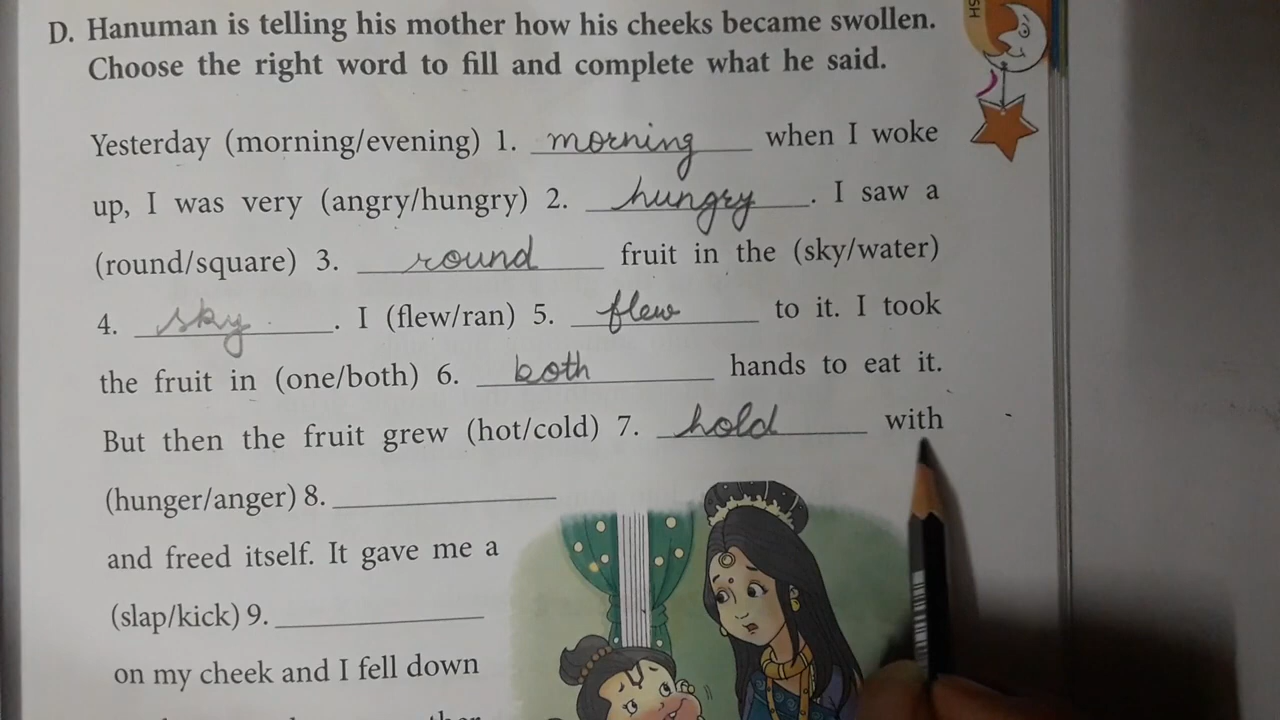 SH
D. Hanuman is telling his mother how his cheeks became swollen.
Choose the right word to fill and complete what he said.
Yesterday (morning/evening) 1. morning when I woke
up, I was very (angry/hungry) 2. hungry. I saw a
(round/square) 3. round fruit in the (sky/water)
4. sky. I (flew/ran) 5. flew to it. I took
the fruit in (one/both) 6. both hands to eat it.
But then the fruit grew (hot/cold) 7. hold with
(hunger/anger) 8.
and freed itself. It gave me a
(slap/kick) 9.
on my cheek and I fell down